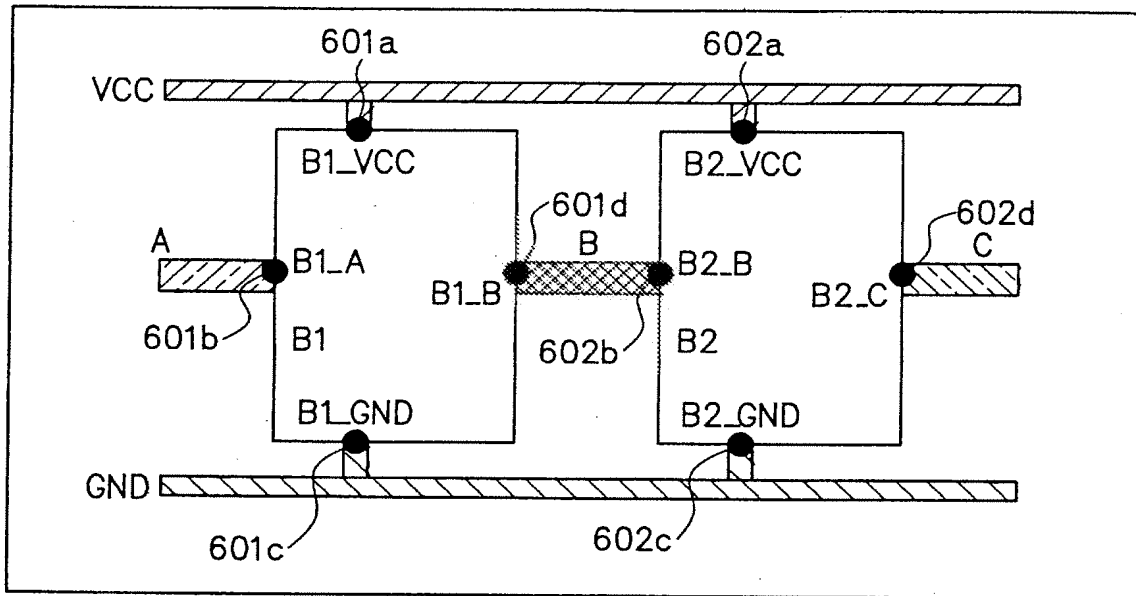 601a
602a
VCC
B1_VCC
B2_VCC
601d
602d
A
B
C
B1_A
B2_B
B1_B
B2_C
601b
B1
602b
B2
B1_GND
B2_GND
GND
601c
602c